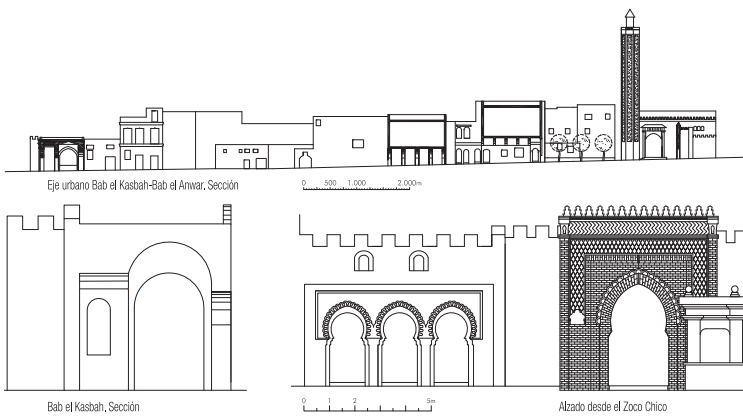 Eje urbano Bab el Kasbah-Bab el Anwar. Sección
0 500 1.000 2.000m
Bab el Kasbah, Sección
0 1 2 5m
Alzado desde el Zoco Chico